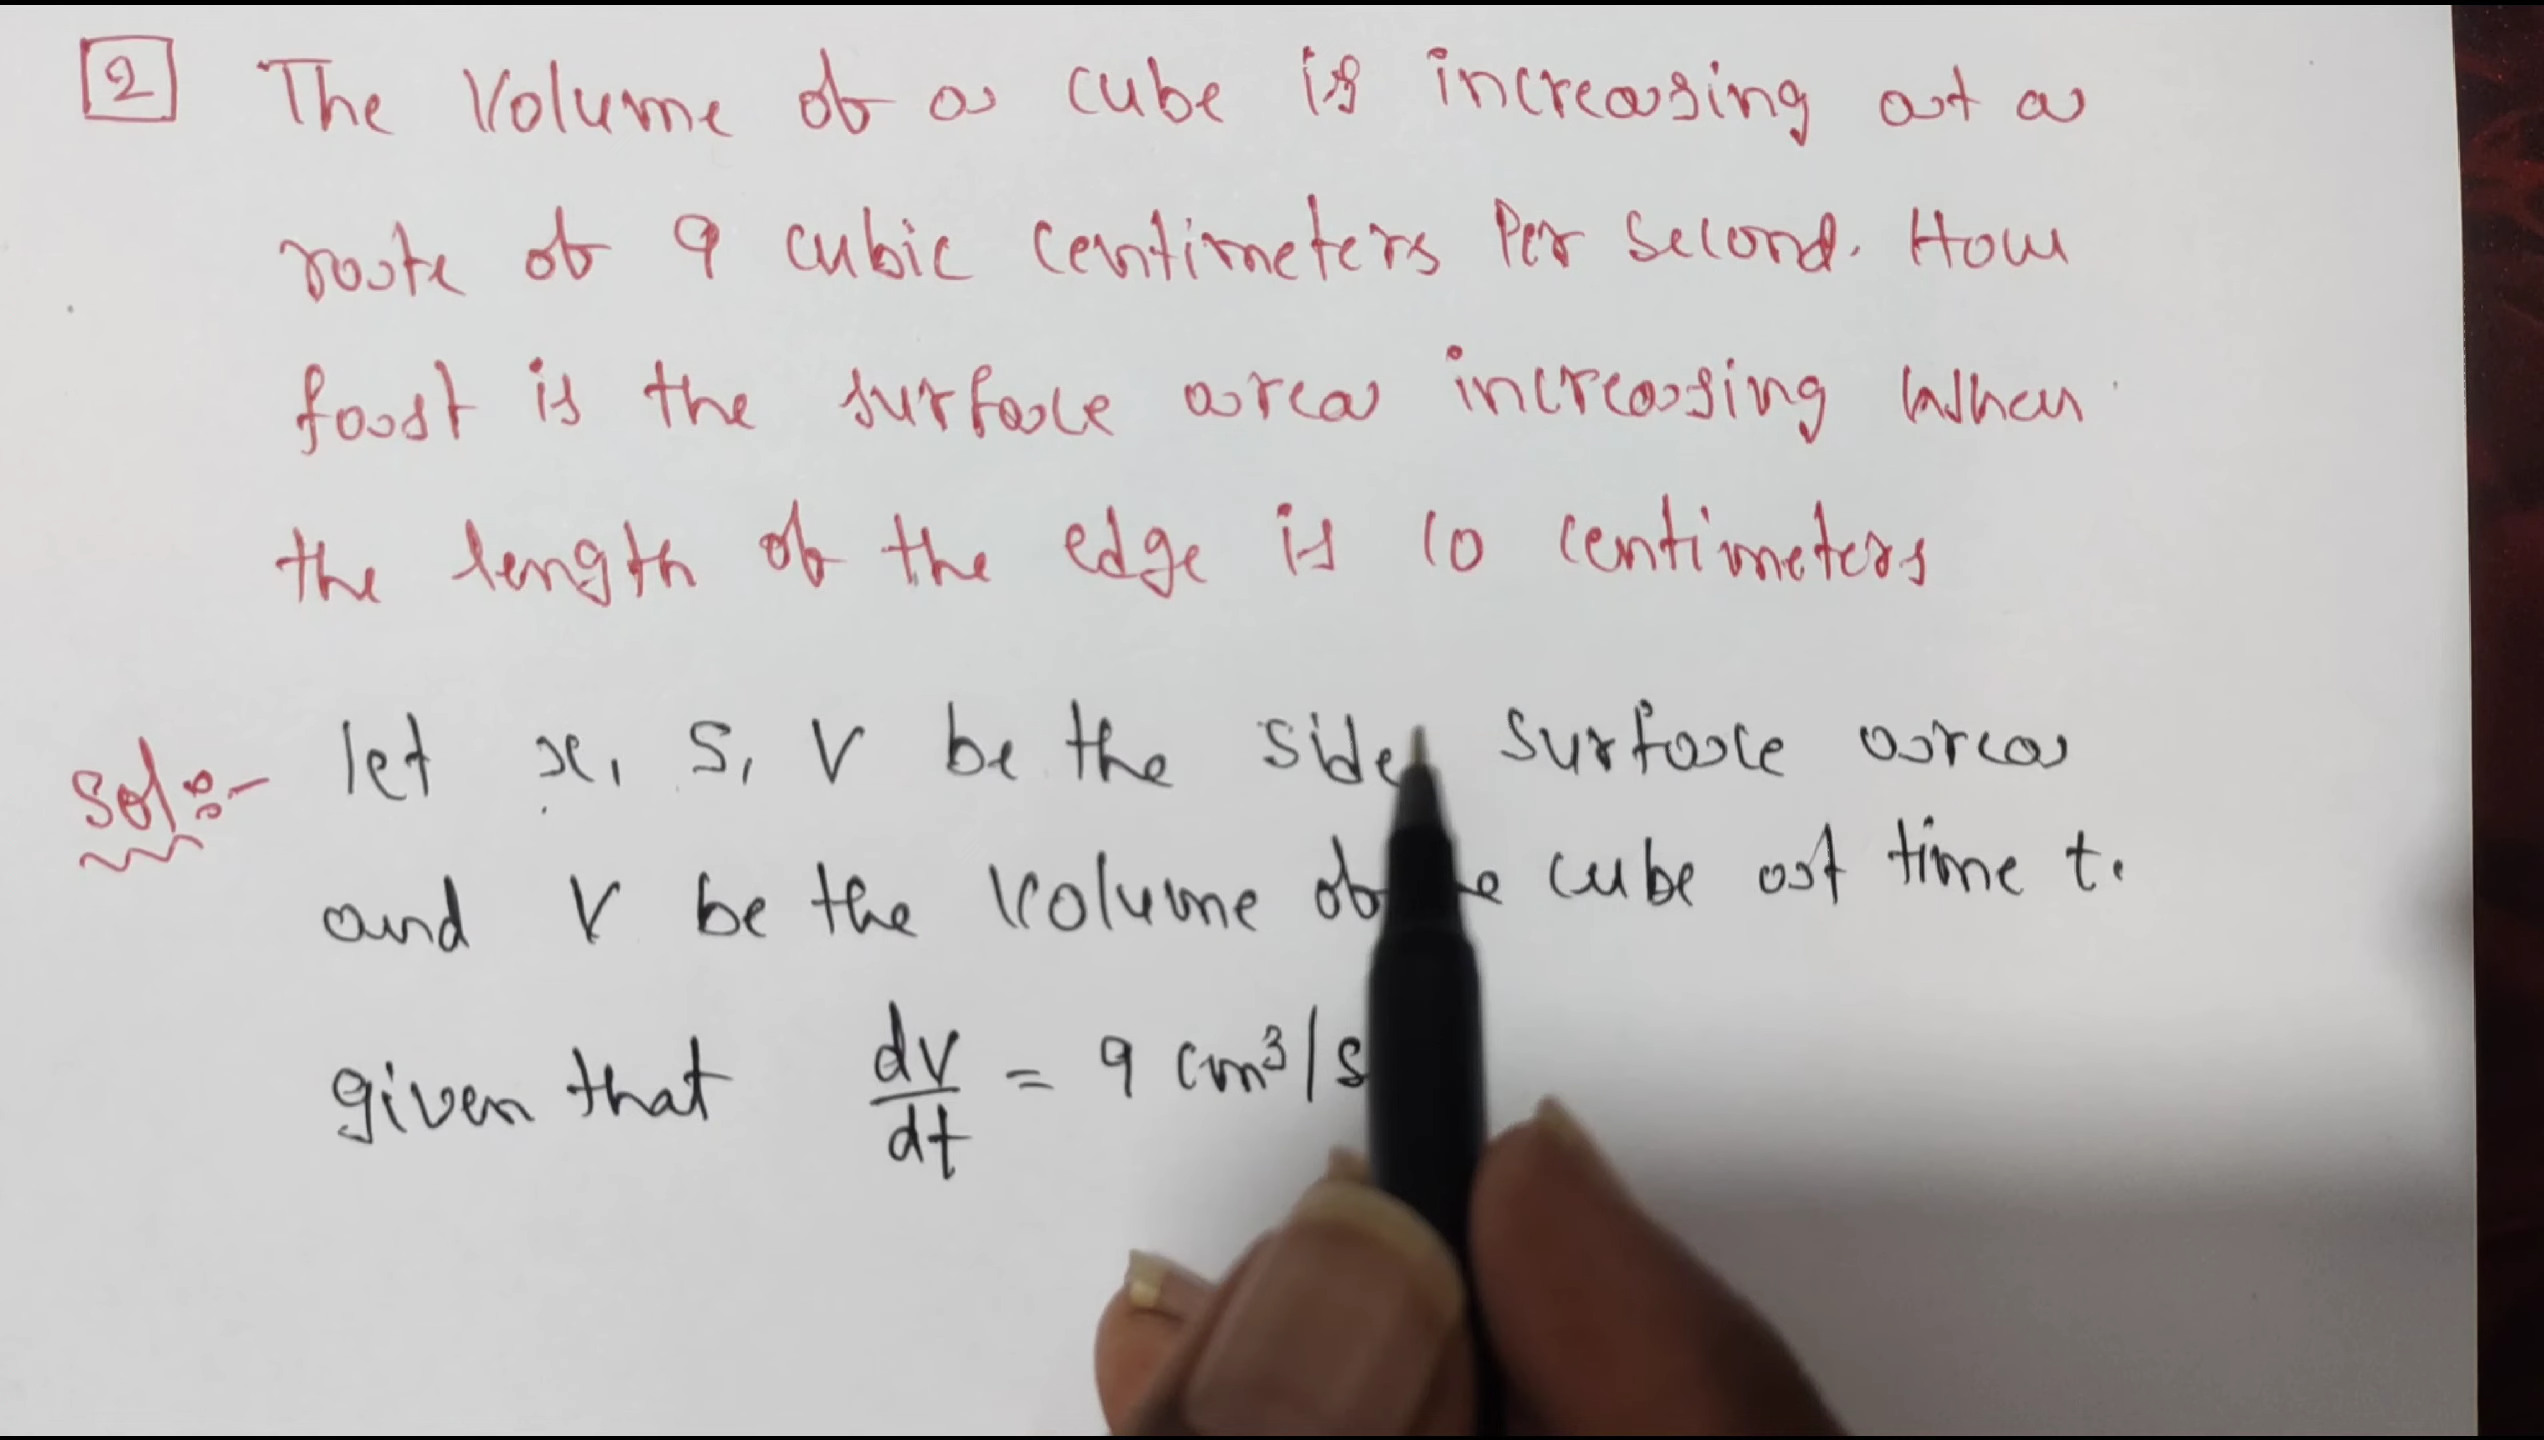 2 The Volume of a cube is increasing at a
rate of 9 cubic centimeters Per Second. How
fast is the surface area increasing When
the length of the edge is 10 centimeters
Sol:- let x, S, V be the side surface area
and V be the Volume of cube at time t.
given that dV/dt = 9 cm³/s